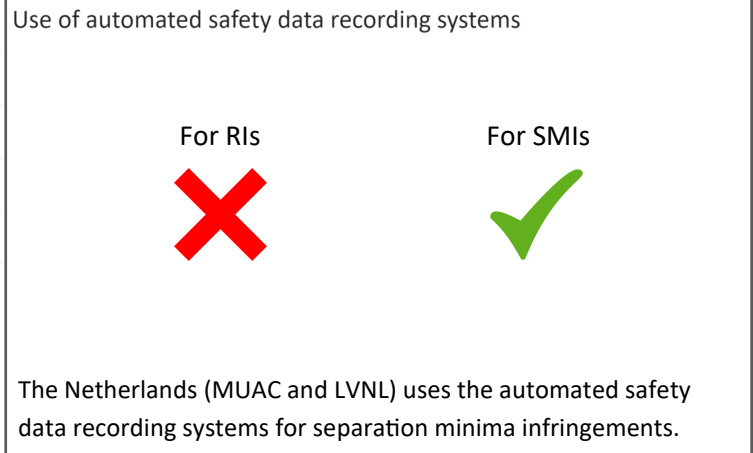 Use of automated safety data recording systems
For RIs
For SMIs
The Netherlands (MUAC and LVNL) uses the automated safety
data recording systems for separation minima infringements.